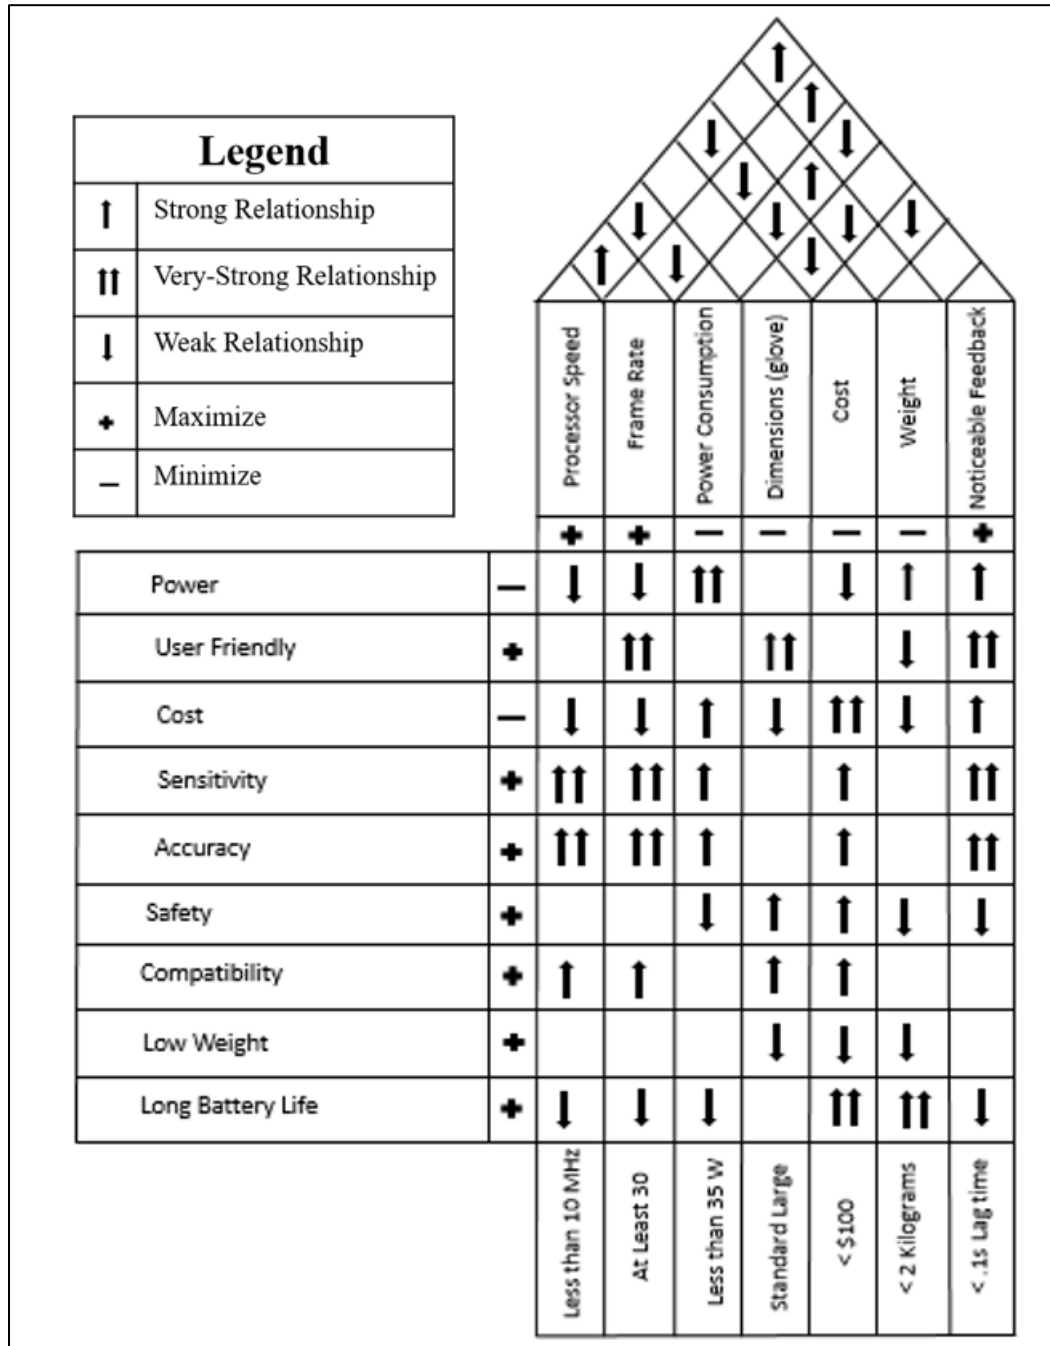 Legend
Strong Relationship
Very-Strong Relationship
Weak Relationship
Maximize
Minimize
Processor Speed
Frame Rate
Power Consumption
Dimensions (glove)
Cost
Weight
Noticeable Feedback
Power
User Friendly
Cost
Sensitivity
Accuracy
Safety
Compatibility
Low Weight
Long Battery Life
Less than 10 MHz
At Least 30
Less than 35 W
Standard Large
< $100
< 2 Kilograms
< .1s Lag time